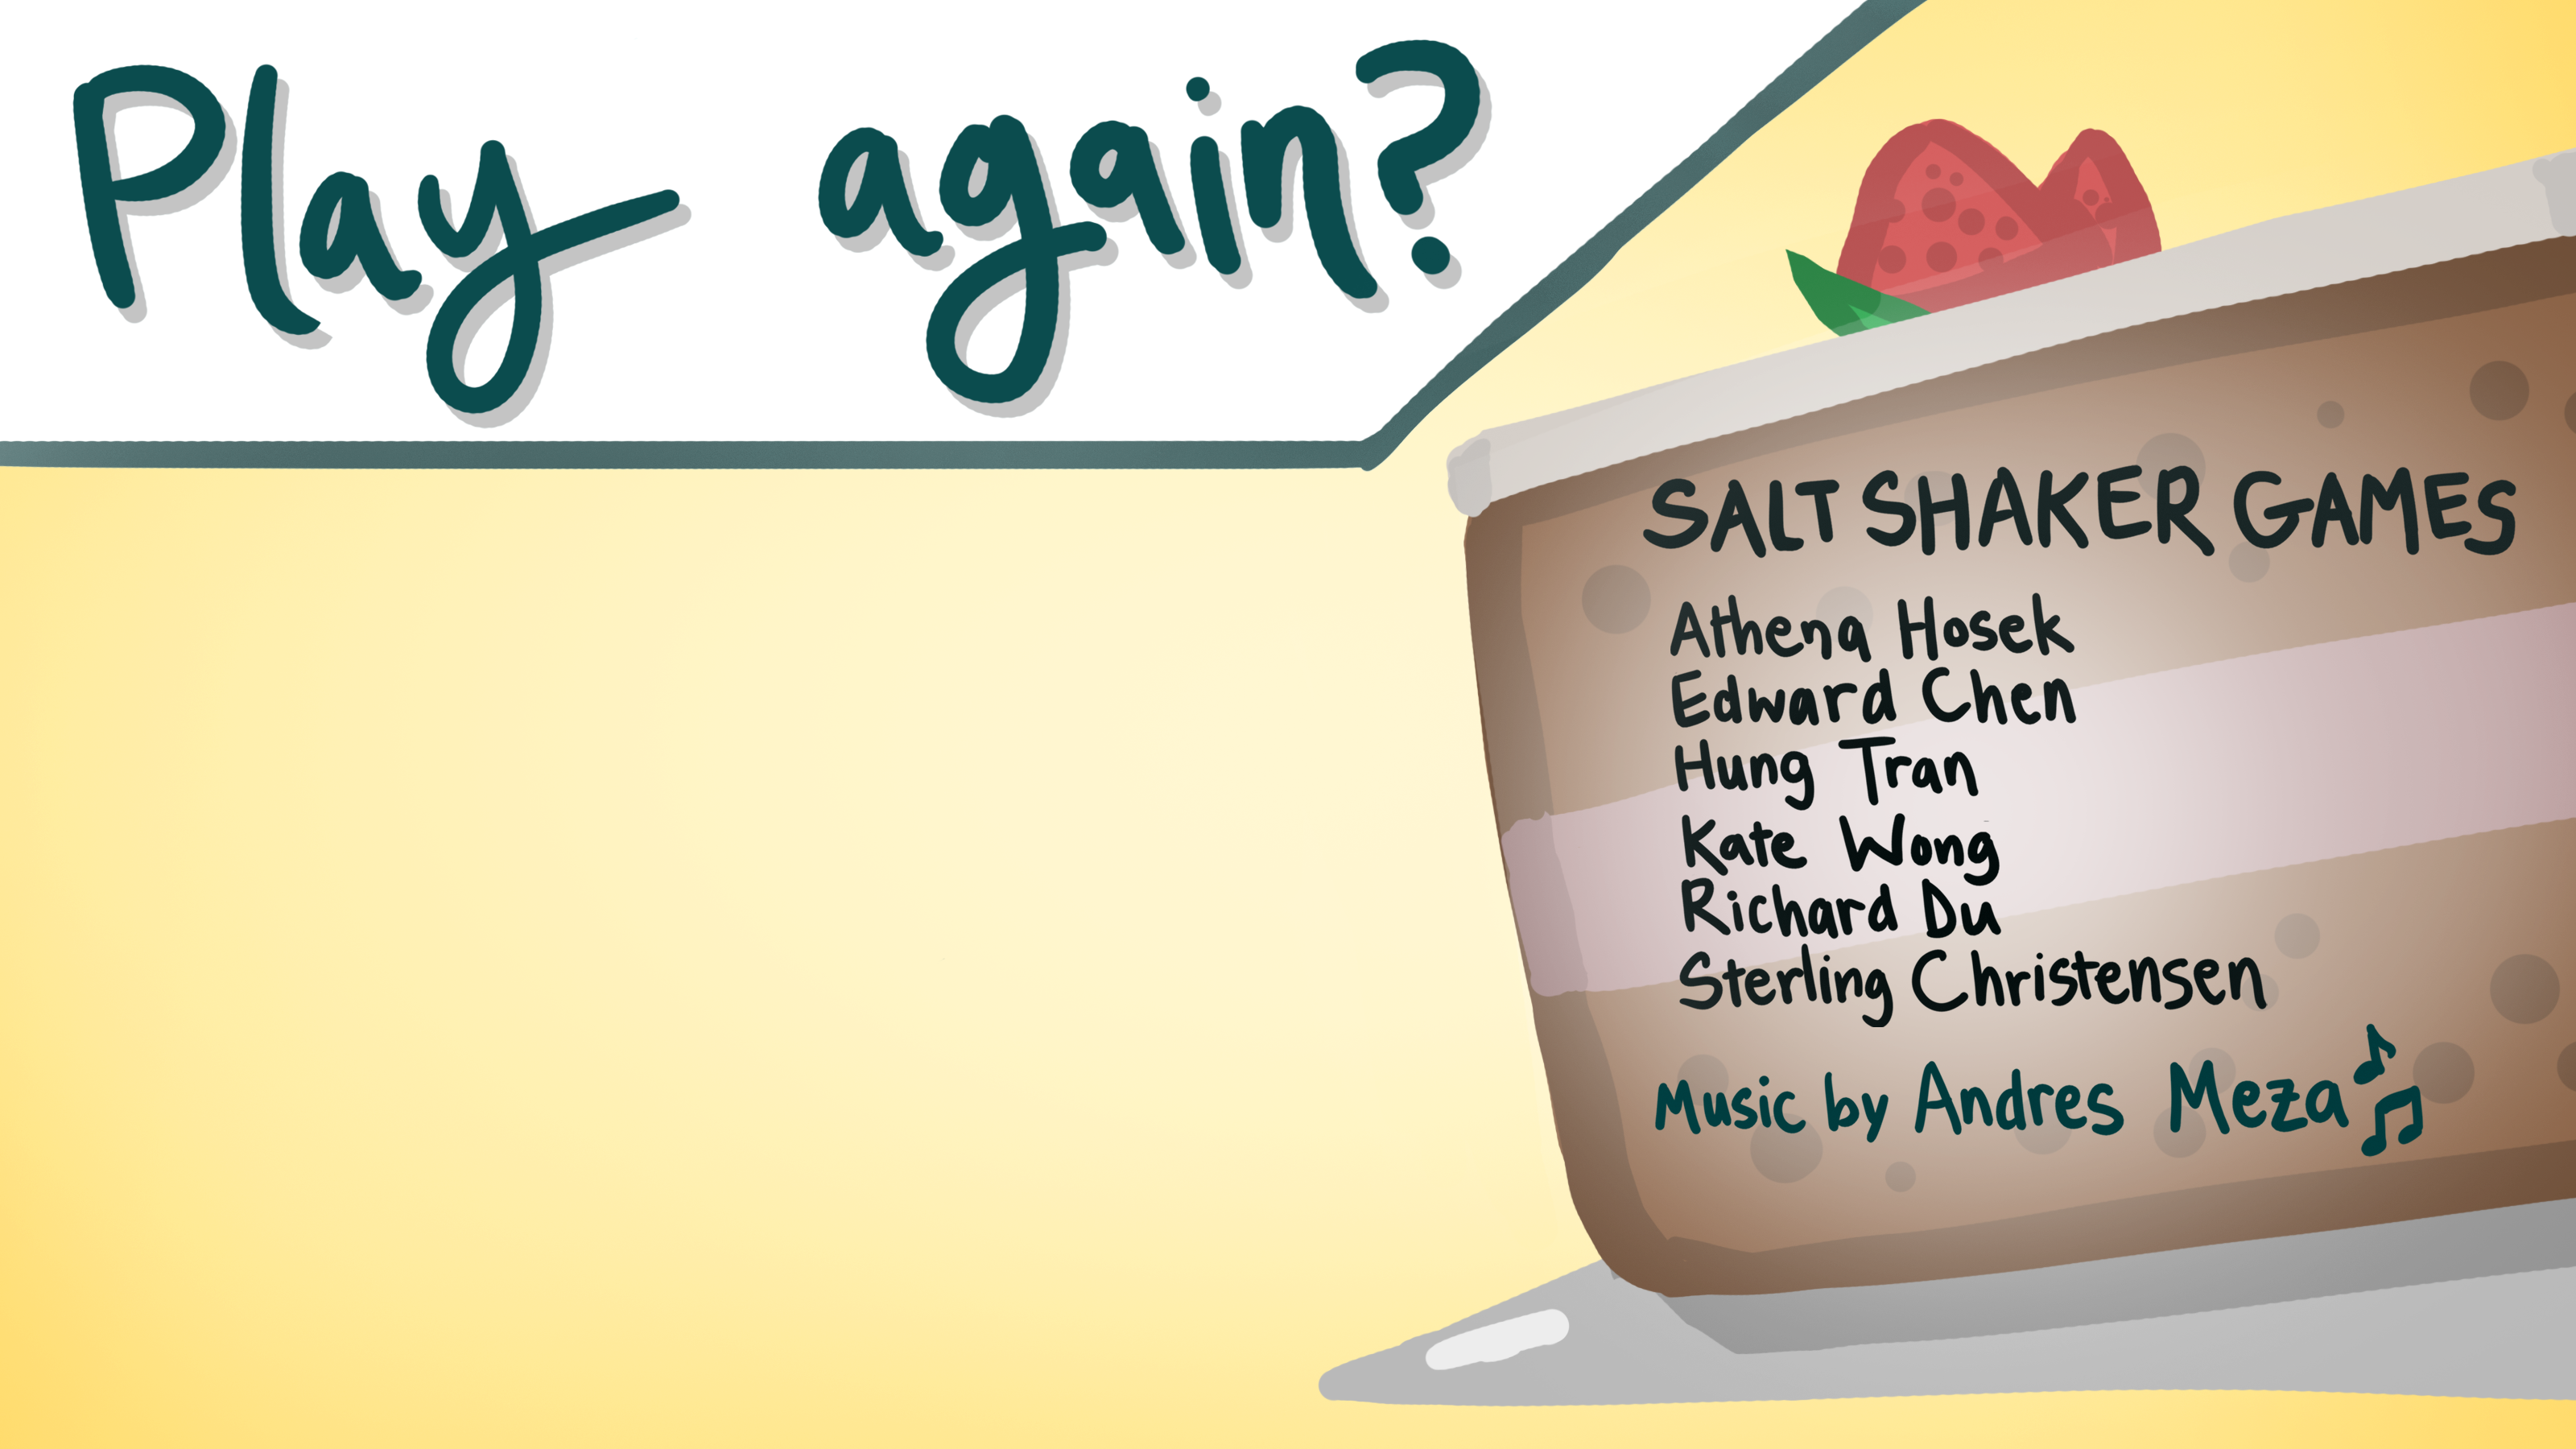 Play again?
SALT SHAKER GAMES
Athena Hosek
Edward Chen
Hung Tran
Kate Wong
Richard Du
Sterling Christensen
Music by Andres Meza